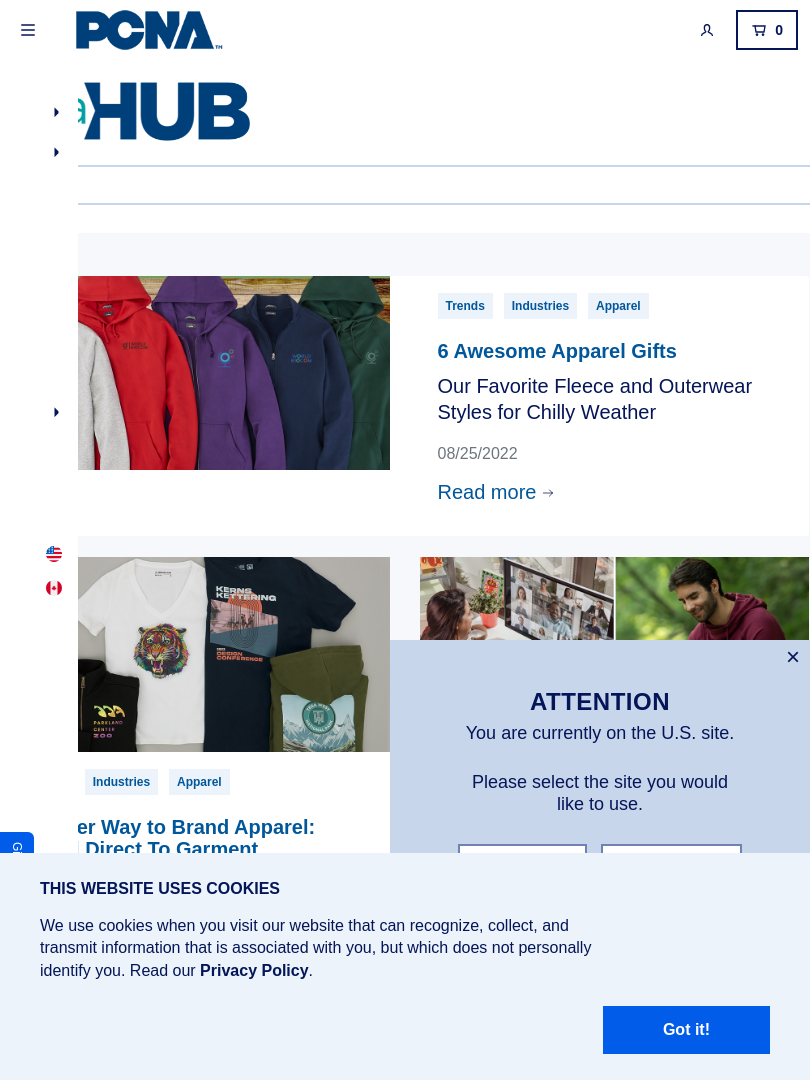 PCNA
TM
0
a HUB
Trends
Industries
Apparel
6 Awesome Apparel Gifts
Our Favorite Fleece and Outerwear
Styles for Chilly Weather
08/25/2022
Read more
KERNS
KETTERING
DESIGN
CONFERENCE
PARKLAND
CENTER
ZOO
Industries
Apparel
er Way to Brand Apparel:
Direct To Garment
ATTENTION
You are currently on the U.S. site.
Please select the site you would
like to use.
THIS WEBSITE USES COOKIES
We use cookies when you visit our website that can recognize, collect, and
transmit information that is associated with you, but which does not personally
identify you. Read our Privacy Policy.
Got it!